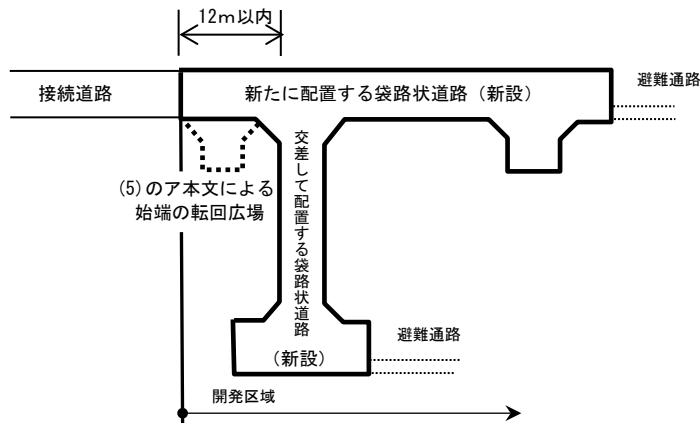 12m以内
接続道路
新たに配置する袋路状道路（新設）
避難通路
(5)のア本文による
始端の転回広場
交差して配置する袋路状道路
（新設）
避難通路
開発区域